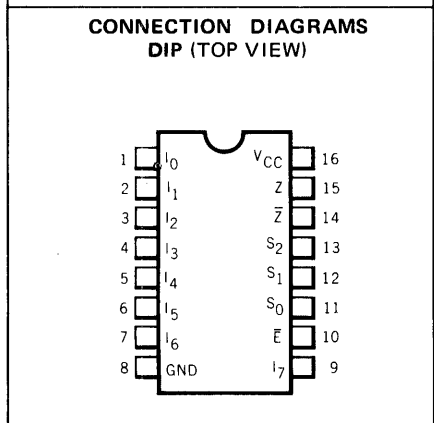 CONNECTION DIAGRAMS
DIP (TOP VIEW)
1 I0 VCC 16
2 I1 Z 15
3 I2 Z̅ 14
4 I3 S2 13
5 I4 S1 12
6 I5 S0 11
7 I6 E̅ 10
8 GND I7 9